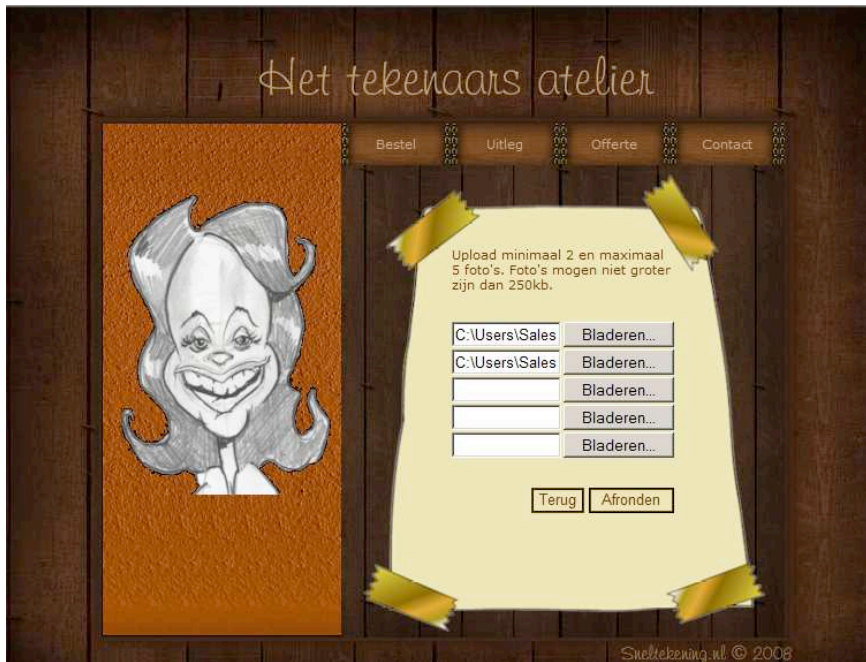 Het tekenaars atelier
Bestel Uitleg Offerte Contact
Upload minimaal 2 en maximaal
5 foto's. Foto's mogen niet groter
zijn dan 250kb.
C:\Users\Sales Bladeren...
C:\Users\Sales Bladeren...
Bladeren...
Bladeren...
Bladeren...
Terug Afronden
Sneltekening.nl © 2008